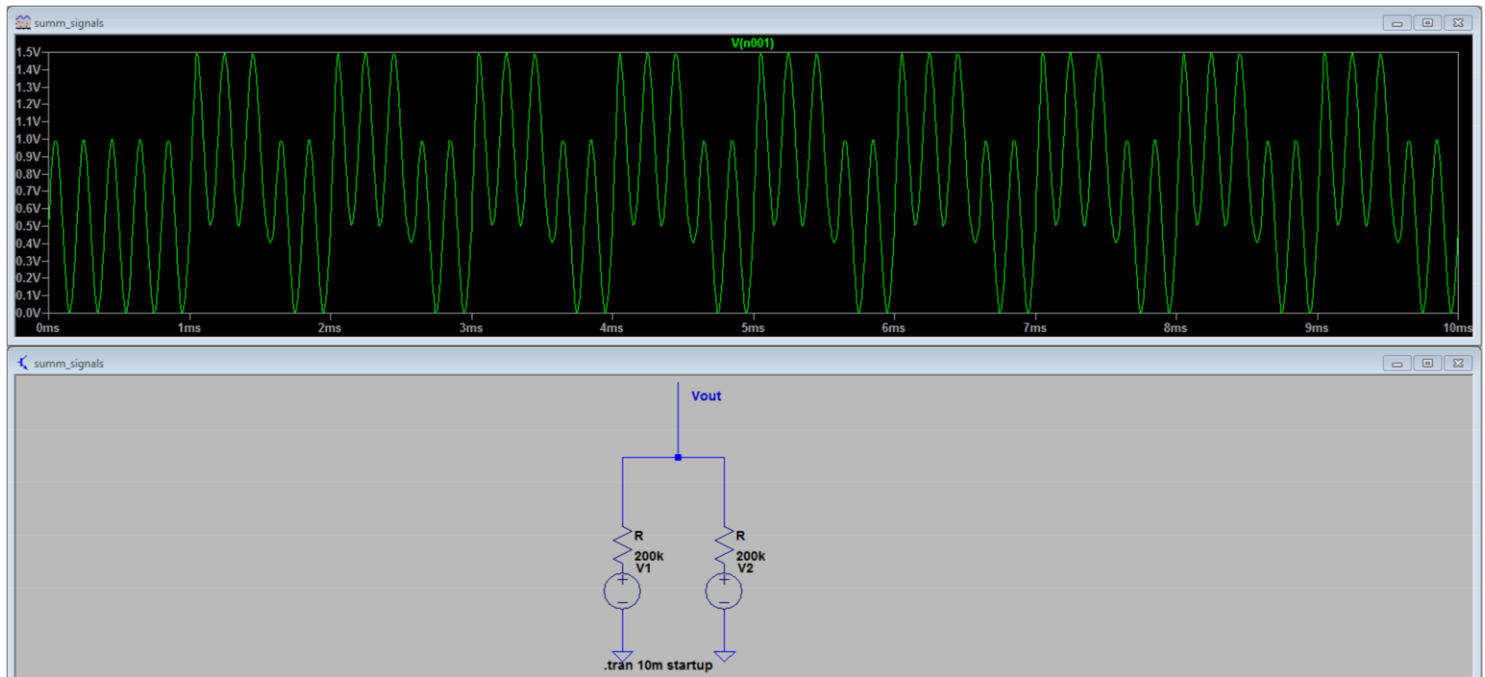 summ_signals
V(n001)
1.5V
1.4V
1.3V
1.2V
1.1V
1.0V
0.9V
0.8V
0.7V
0.6V
0.5V
0.4V
0.3V
0.2V
0.1V
0.0V
0ms 1ms 2ms 3ms 4ms 5ms 6ms 7ms 8ms 9ms 10ms
summ_signals
Vout
R R
200k 200k
V1 V2
.tran 10m startup